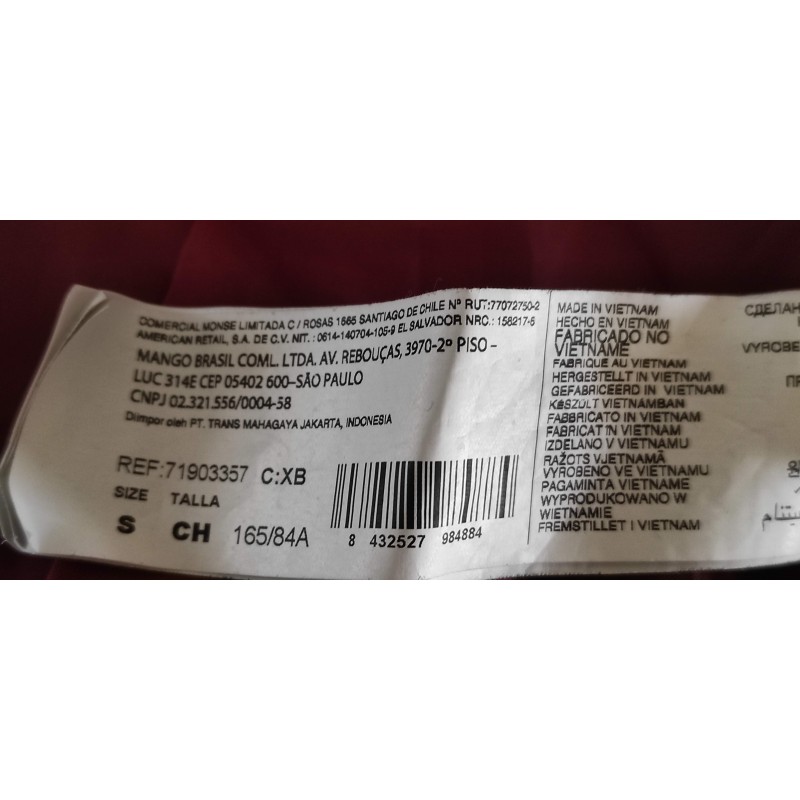 COMERCIAL MONSE LIMITADA C / ROSAS 1665 SANTIAGO DE CHILE Nº RUT:77072750-2
AMERICAN RETAIL, S.A. DE C.V. NIT. : 0614-140704-105-9 EL SALVADOR NRC.: 158217-5
MANGO BRASIL COML. LTDA. AV. REBOUÇAS, 3970-2º PISO –
LUC 314E CEP 05402 600–SÃO PAULO
CNPJ 02.321.556/0004-58
Diimpor oleh PT. TRANS MAHAGAYA JAKARTA, INDONESIA
REF:71903357 C:XB
SIZE TALLA
S CH 165/84A
8 432527 984884
MADE IN VIETNAM
HECHO EN VIETNAM
FABRICADO NO
VIETNAME
FABRIQUE AU VIETNAM
HERGESTELLT IN VIETNAM
GEFABRICEERD IN VIETNAM
KéSZÜLT VIETNAMBAN
FABBRICATO IN VIETNAM
FABRICAT IN VIETNAM
IZDELANO V VIETNAMU
RAŽOTS VJETNAMĀ
VYROBENO VE VIETNAMU
PAGAMINTA VIETNAME
WYPRODUKOWANO W
WIETNAMIE
FREMSTILLET I VIETNAM
СДЕЛАН
VYROBE
ПР